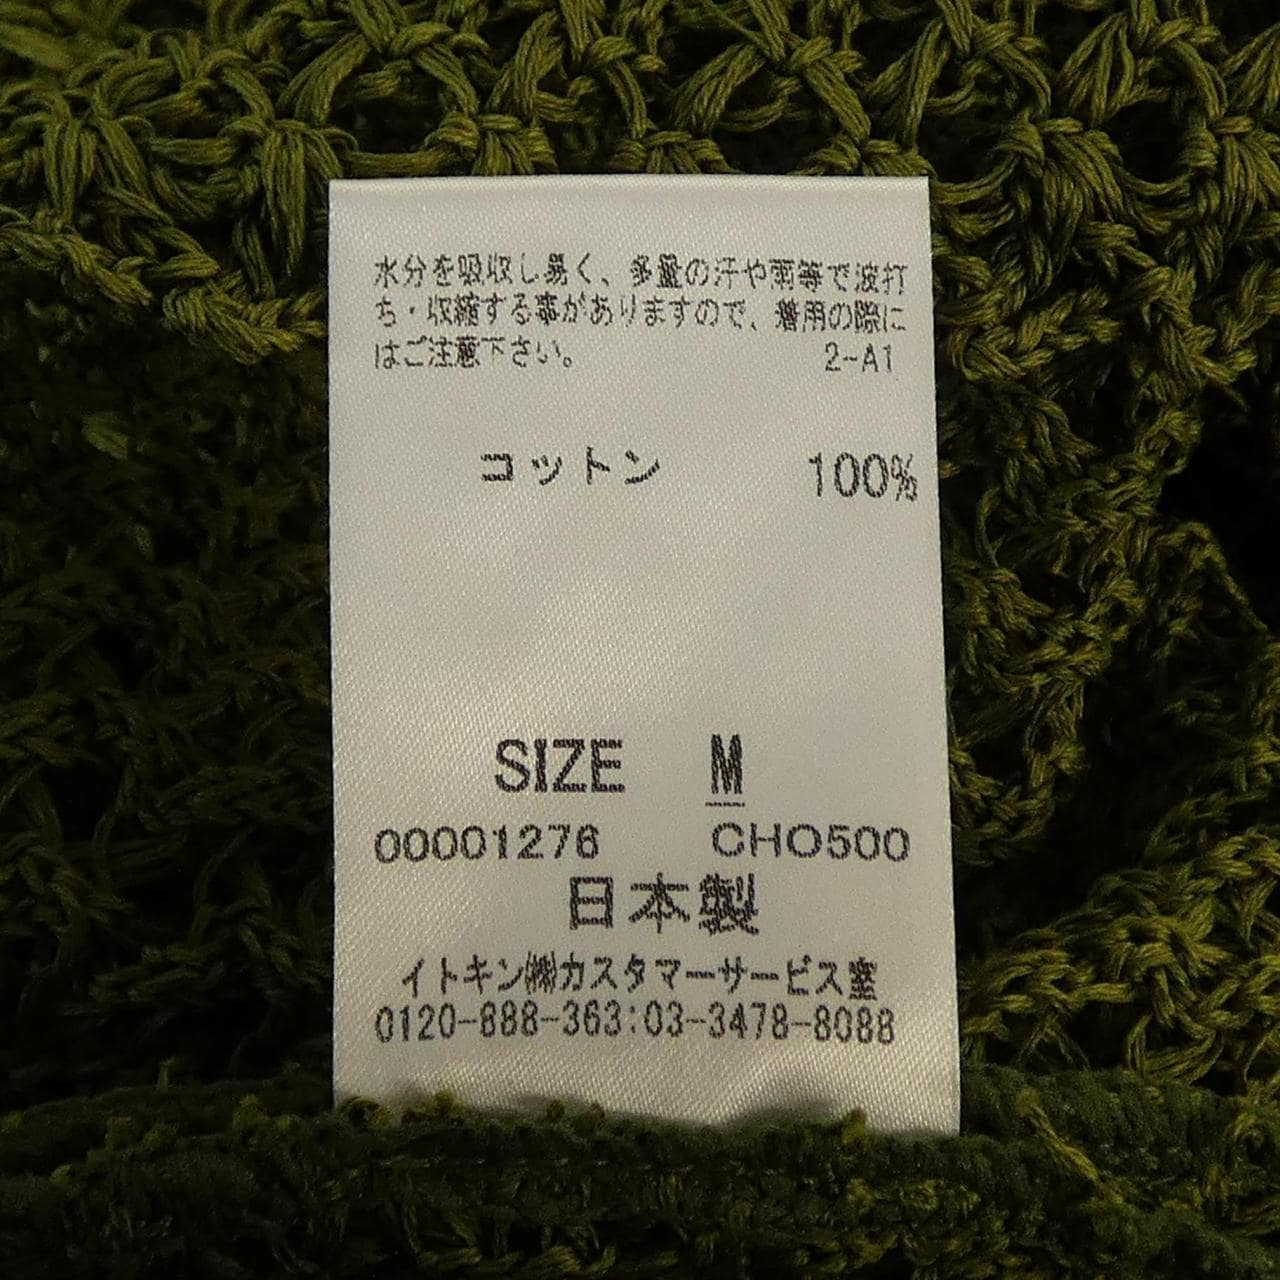 水分を吸収し易く、多量の汗や雨等で波打
ち・収縮する事がありますので、着用の際に
はご注意下さい。 2-A1
コットン 100%
SIZE M
00001276 CHO500
日本製
イトキン㈱カスタマーサービス室
0120-888-363:03-3478-8088